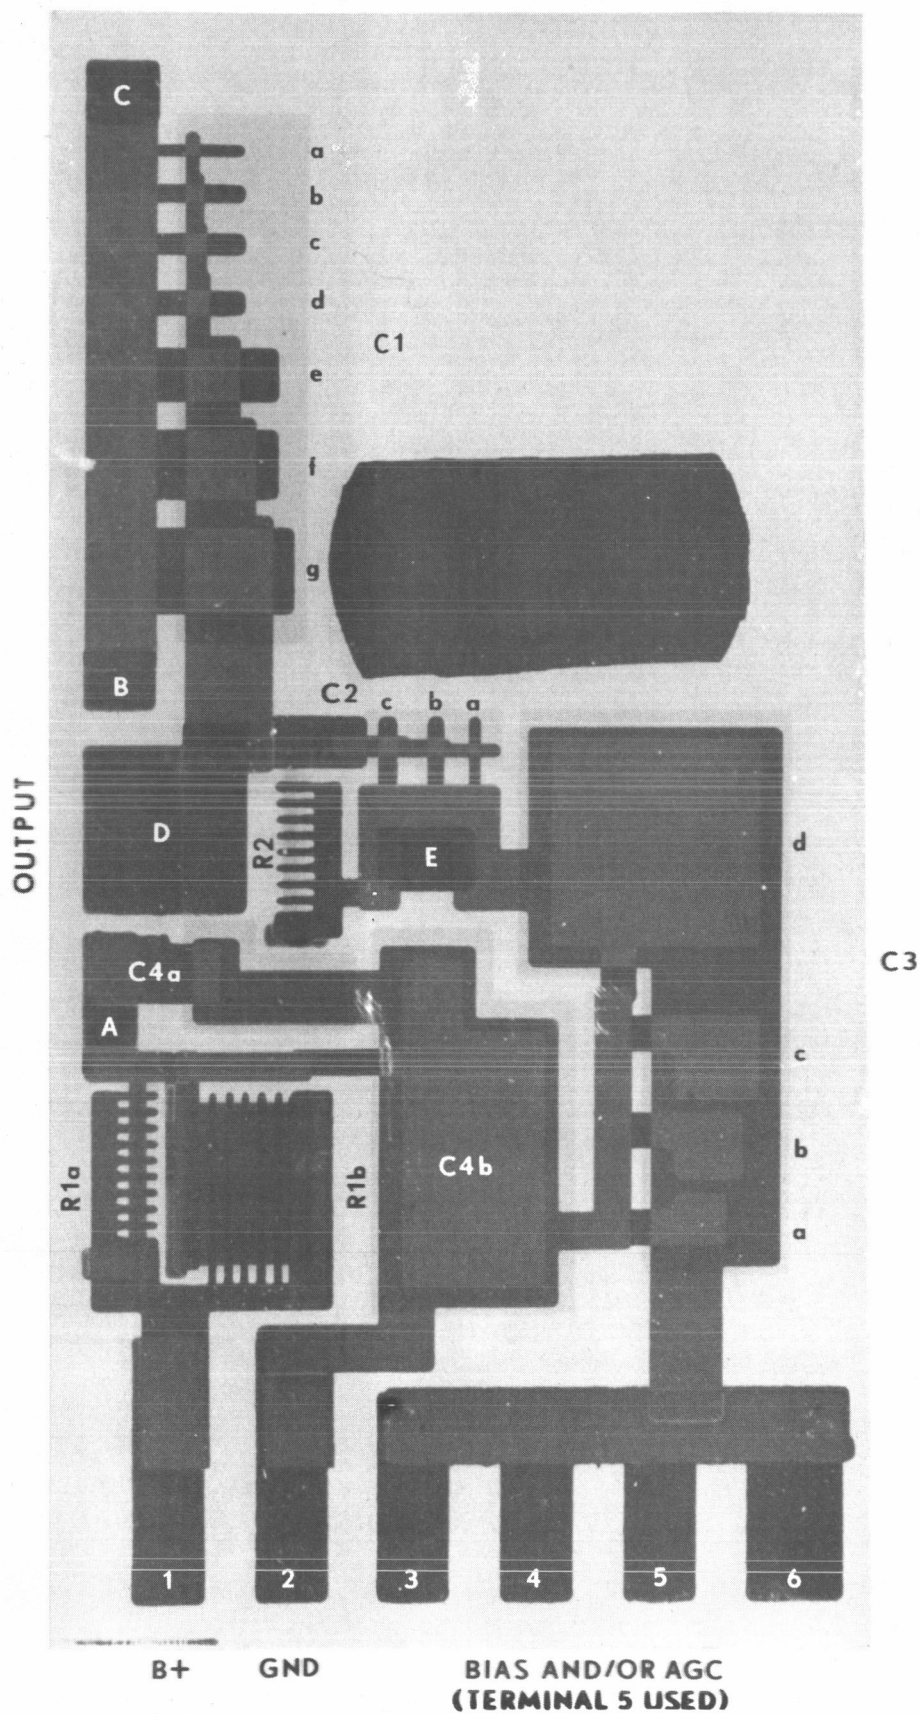 C
a
b
c
d
C1
e
f
g
B
C2
c
b
a
OUTPUT
D
R2
E
d
C3
C4a
A
c
R1a
R1b
C4b
b
a
1
2
3
4
5
6
B+
GND
BIAS AND/OR AGC
(TERMINAL 5 USED)